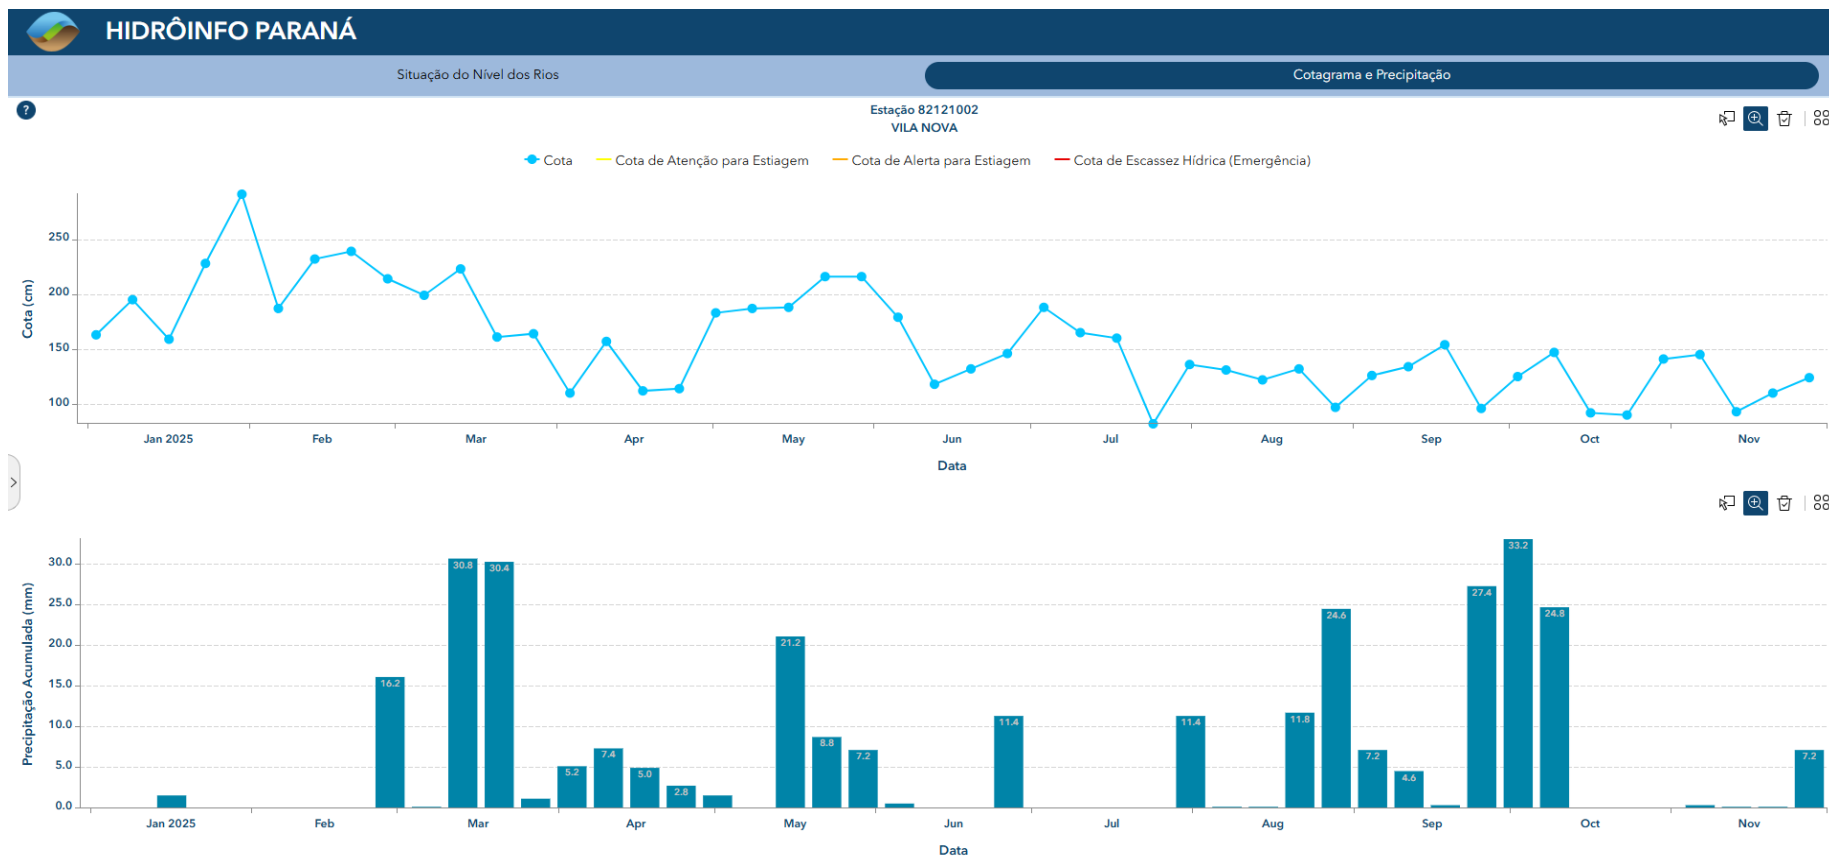 HIDRÔINFO PARANÁ
Situação do Nível dos Rios
Cotagrama e Precipitação
?
Estação 82121002
VILA NOVA
Cota
Cota de Atenção para Estiagem
Cota de Alerta para Estiagem
Cota de Escassez Hídrica (Emergência)
Cota (cm)
250
200
150
100
Jan 2025 Feb Mar Apr May Jun Jul Aug Sep Oct Nov
Data
Precipitação Acumulada (mm)
30.0
25.0
20.0
15.0
10.0
5.0
0.0
16.2 30.8 30.4 5.2 7.4 5.0 2.8 21.2 8.8 7.2 11.4 11.4 11.8 24.6 7.2 4.6 27.4 33.2 24.8 7.2
Jan 2025 Feb Mar Apr May Jun Jul Aug Sep Oct Nov
Data